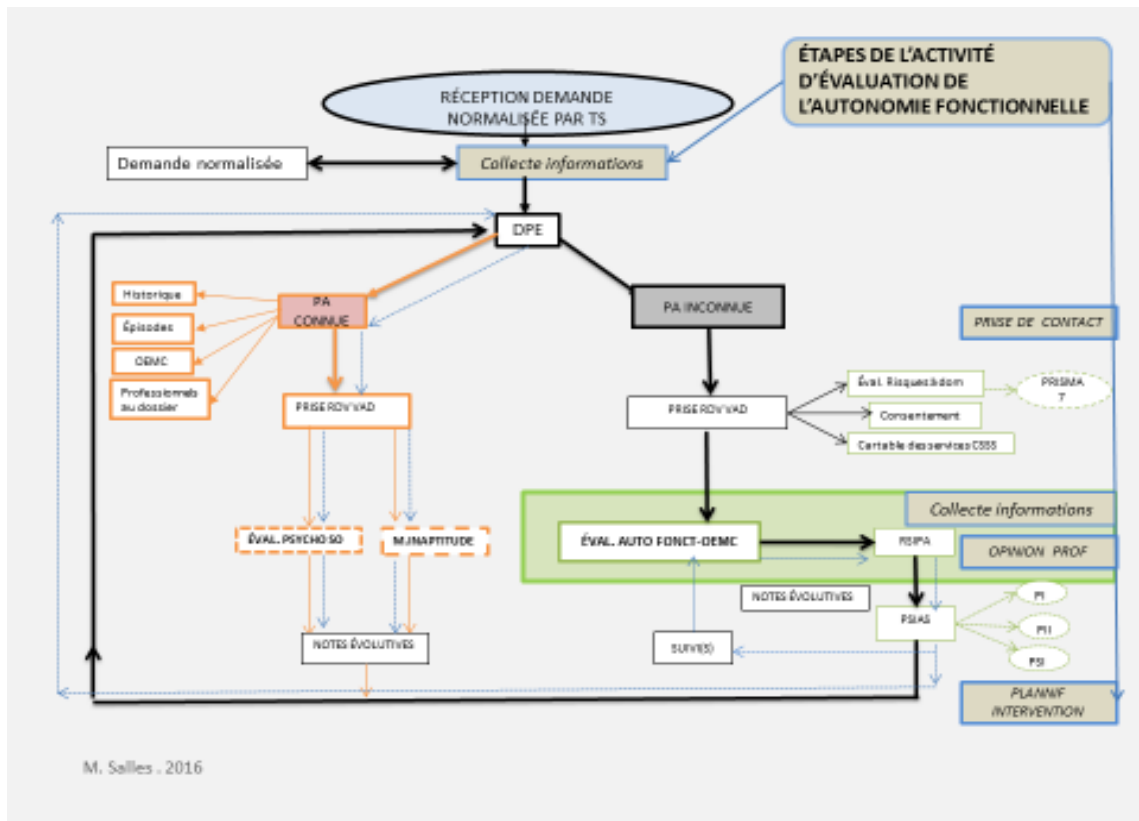 ÉTAPES DE L'ACTIVITÉ
D'ÉVALUATION DE
L'AUTONOMIE FONCTIONNELLE
RÉCEPTION DEMANDE
NORMALISÉE PAR TS
Demande normalisée
Collecte informations
DPE
Historique
Épisodes
OEMC
Professionnels
au dossier
PA
CONNUE
PA INCONNUE
PRISE DE CONTACT
PRISE RDV VAD
PRISE RDV VAD
Éval. Risques à dom
PRISMA
7
Consentement
Cartable des services CSSS
Collecte informations
ÉVAL. PSYCHO SO
M.INAPTITUDE
ÉVAL. AUTO FONCT-OEMC
RSIPA
OPINION PROF
NOTES ÉVOLUTIVES
PSIAS
PI
PII
PSI
NOTES ÉVOLUTIVES
SUIVI(S)
PLANNIF
INTERVENTION
M. Salles . 2016